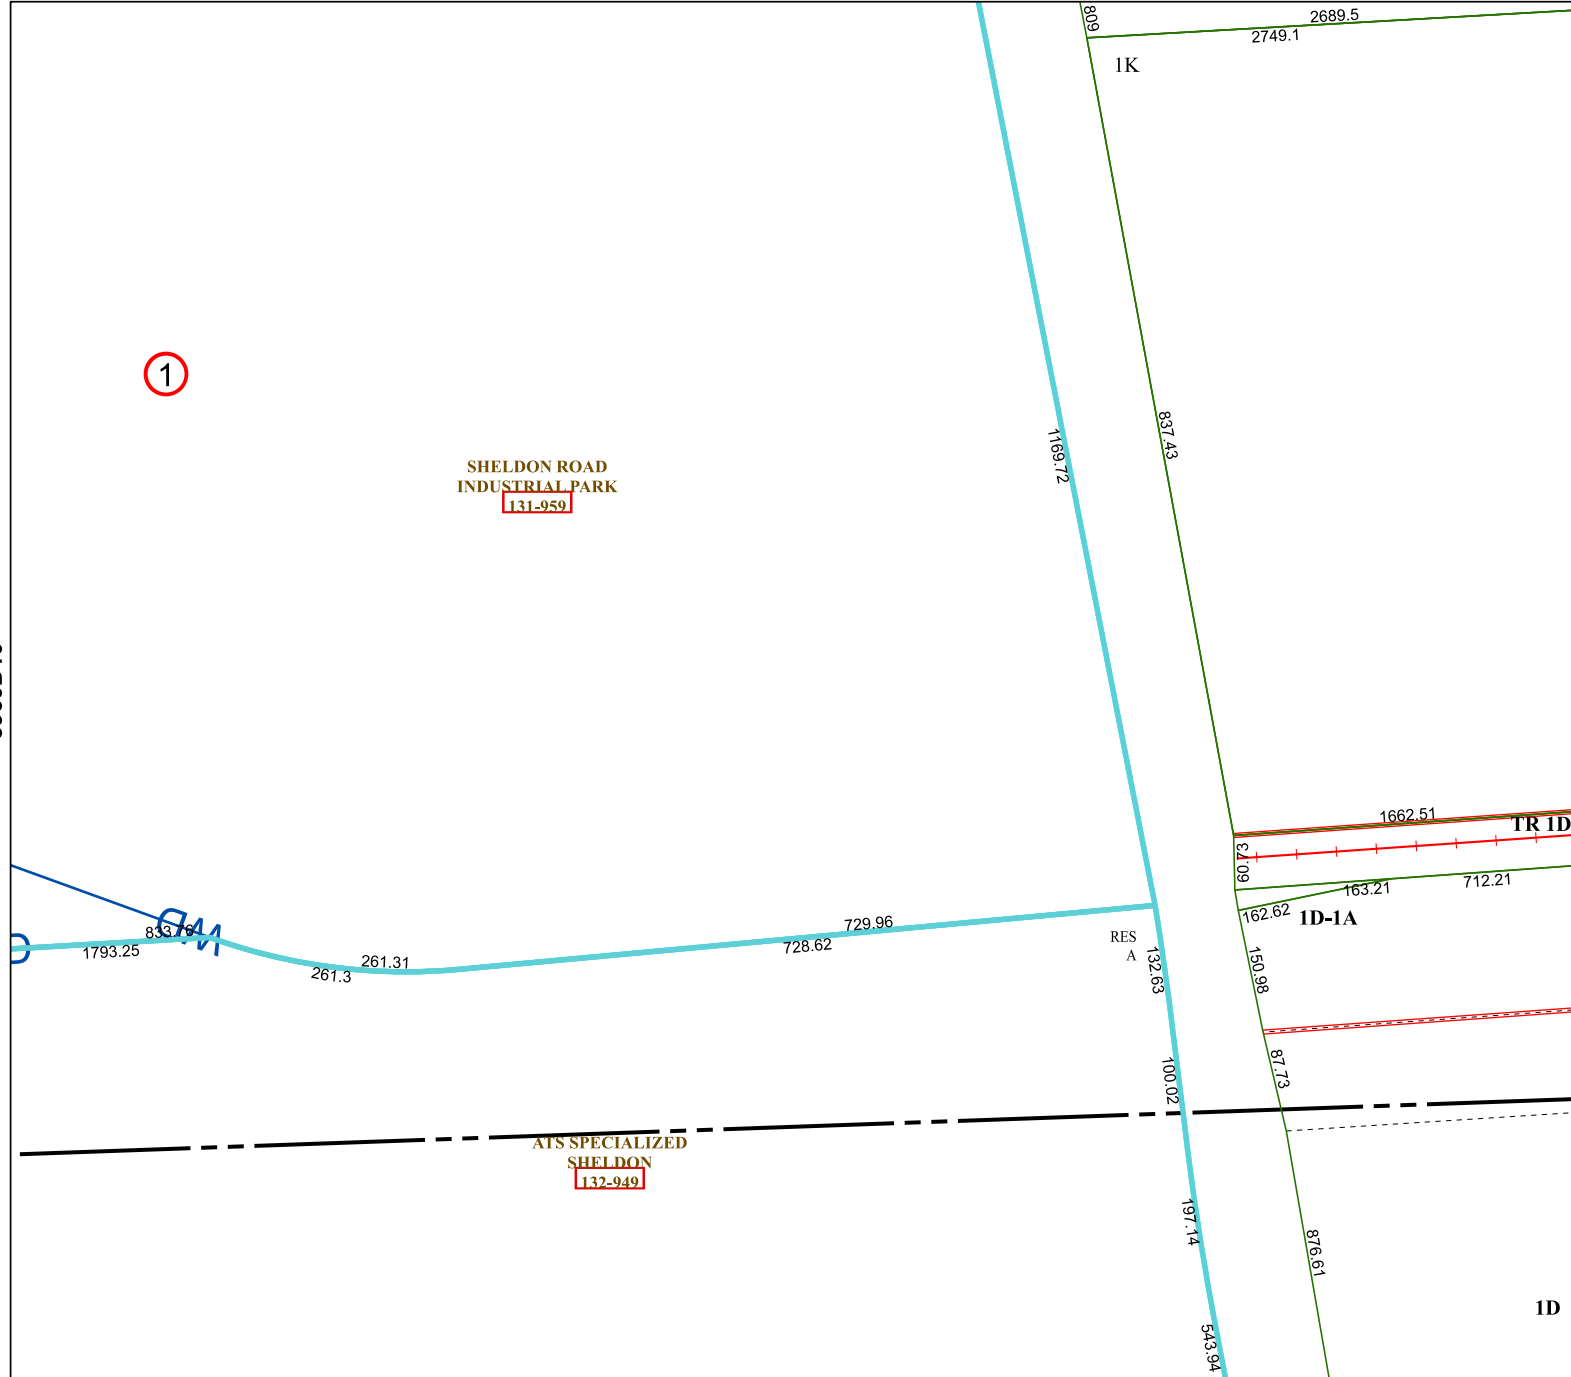 809
2689.5
2749.1
1K
1
837.43
1169.72
SHELDON ROAD
INDUSTRIAL PARK
131-959
1662.51
TR 1D
60.73
163.21
712.21
162.62
1D-1A
833.76
1793.25
261.31
261.3
729.96
728.62
RES
A
132.63
150.98
87.73
100.02
ATS SPECIALIZED
SHELDON
132-949
197.14
876.61
1D
543.94